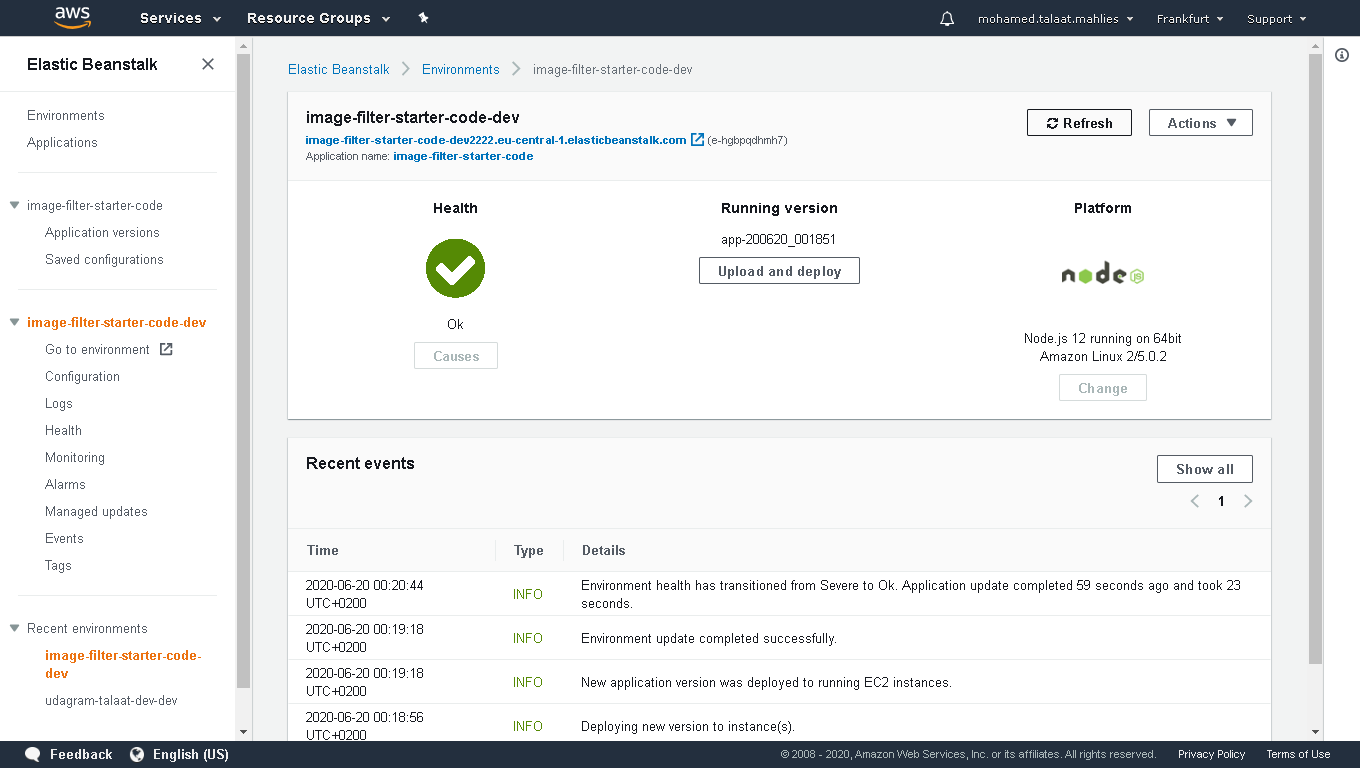 aws Services Resource Groups mohamed.talaat.mahlies Frankfurt Support
Elastic Beanstalk
Environments
Applications
image-filter-starter-code
Application versions
Saved configurations
image-filter-starter-code-dev
Go to environment
Configuration
Logs
Health
Monitoring
Alarms
Managed updates
Events
Tags
Recent environments
image-filter-starter-code-
dev
udagram-talaat-dev-dev
Elastic Beanstalk Environments image-filter-starter-code-dev
image-filter-starter-code-dev
image-filter-starter-code-dev2222.eu-central-1.elasticbeanstalk.com (e-hgbpqdhmh7)
Application name: image-filter-starter-code
Refresh Actions
Health
Ok
Causes
Running version
app-200620_001851
Upload and deploy
Platform
node JS
Node.js 12 running on 64bit
Amazon Linux 2/5.0.2
Change
Recent events
Show all
1
Time Type Details
2020-06-20 00:20:44 INFO Environment health has transitioned from Severe to Ok. Application update completed 59 seconds ago and took 23
UTC+0200 seconds.
2020-06-20 00:19:18 INFO Environment update completed successfully.
UTC+0200
2020-06-20 00:19:18 INFO New application version was deployed to running EC2 instances.
UTC+0200
2020-06-20 00:18:56 INFO Deploying new version to instance(s).
UTC+0200
Feedback English (US) © 2008 - 2020, Amazon Web Services, Inc. or its affiliates. All rights reserved. Privacy Policy Terms of Use